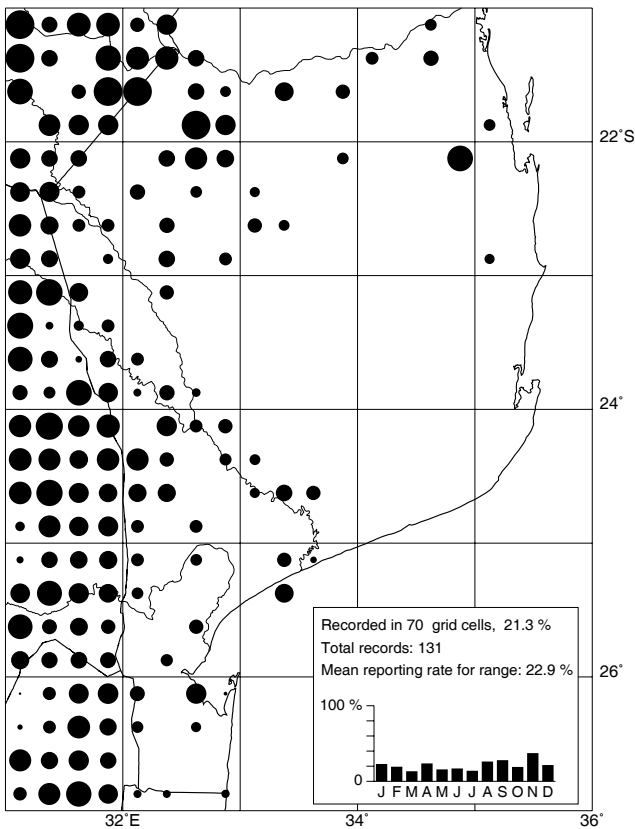 22°S
24°
Recorded in 70 grid cells, 21.3 %
Total records: 131
Mean reporting rate for range: 22.9 %
26°
100 %
0
J F M A M J J A S O N D
32°E 34° 36°